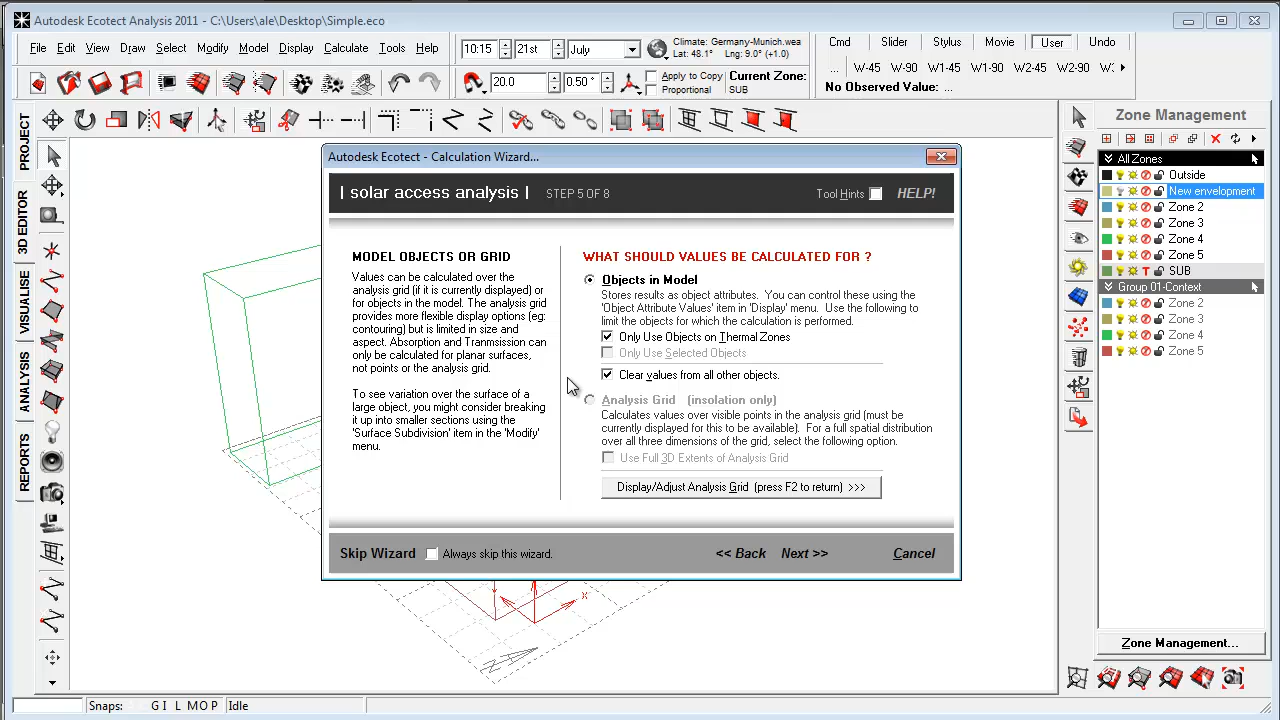 Autodesk Ecotect Analysis 2011 - C:\Users\ale\Desktop\Simple.eco
File Edit View Draw Select Modify Model Display Calculate Tools Help
10:15 21st July
Climate: Germany-Munich.wea
Lat: 48.1° Lng: 9.0° (+1.0)
Cmd Slider Stylus Movie User Undo
W-45 W-90 W1-45 W1-90 W2-45 W2-90 W:
No Observed Value: ...
20.0 0.50 °
Apply to Copy
Proportional
Current Zone:
SUB
PROJECT
3D EDITOR
VISUALISE
ANALYSIS
REPORTS
Autodesk Ecotect - Calculation Wizard...
| solar access analysis | STEP 5 OF 8
Tool Hints HELP!
MODEL OBJECTS OR GRID
Values can be calculated over the
analysis grid (if it is currently displayed) or
for objects in the model. The analysis grid
provides more flexible display options (eg:
contours) but is limited in size and
assoc. Absorption and Tranmsission can
only be calculated for planar surfaces,
not points or the analysis grid.
To see variation over the surface of a
large object, you might consider breaking
it up into smaller sections using the
'Surface Subdivision' item in the 'Modify'
menu.
WHAT SHOULD VALUES BE CALCULATED FOR ?
Objects in Model
Stores results as object attributes. You can control these using the
'Object Attribute Values' item in 'Display' menu. Use the following to
limit the objects for which the calculation is performed.
Only Use Objects on Thermal Zones
Only Use Selected Objects
Clear values from all other objects.
Analysis Grid (insolation only)
Calculates values over visible points in the analysis grid (must be
currently displayed for this to be available). For a full spatial distribution
over all three dimensions of the grid, select the following option.
Use Full 3D Extents of Analysis Grid
Display/Adjust Analysis Grid (press F2 to return) >>>
Skip Wizard Always skip this wizard.
<< Back Next >> Cancel
X
Zone Management
All Zones
Outside
New envelopment
Zone 2
Zone 3
Zone 4
Zone 5
T SUB
Group 01-Context
Zone 2
Zone 3
Zone 4
Zone 5
Zone Management...
Snaps: G I L M O P Idle